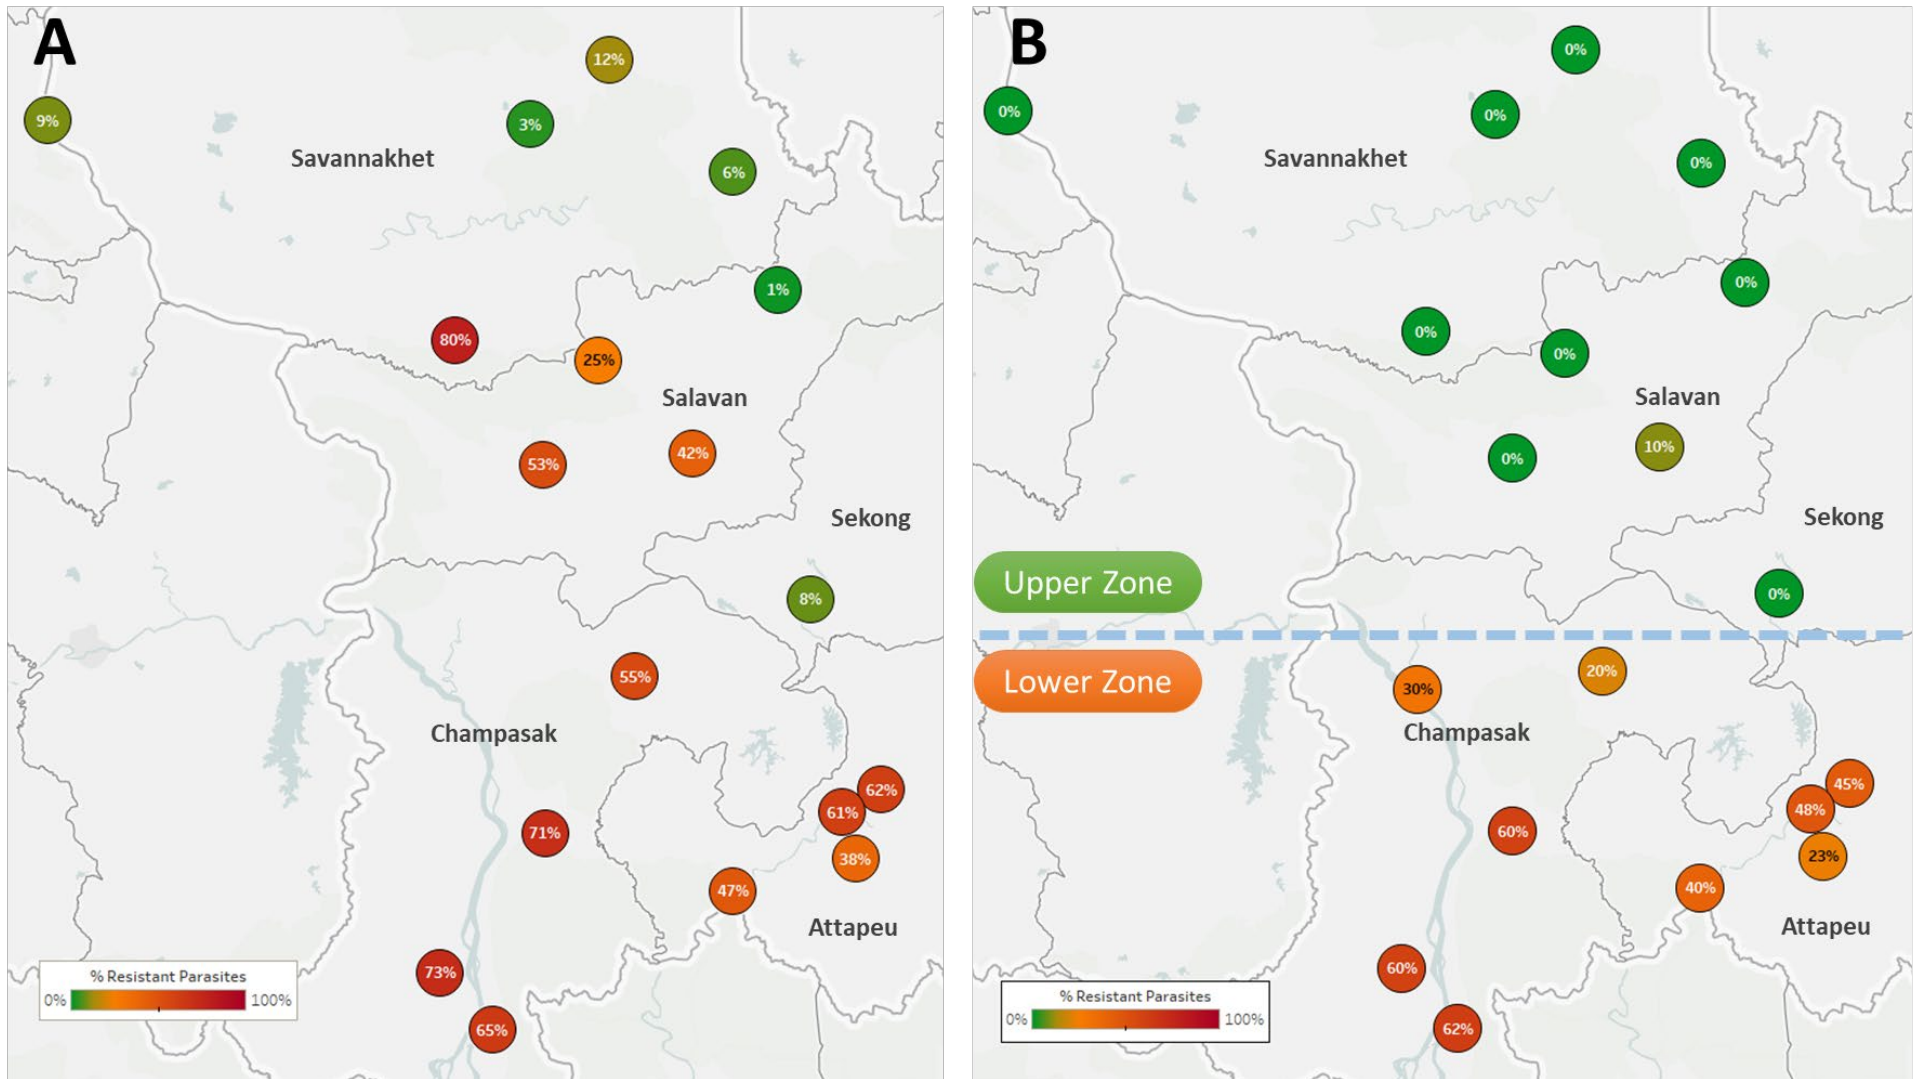 A
12%
9%
3%
Savannakhet
6%
1%
80%
25%
Salavan
53%
42%
Sekong
8%
55%
Champasak
62%
61%
71%
38%
47%
Attapeu
73%
% Resistant Parasites
0% 100%
65%
B
0%
0%
0%
Savannakhet
0%
0%
0%
0%
Salavan
0%
10%
Sekong
Upper Zone
0%
Lower Zone
20%
30%
Champasak
45%
48%
60%
23%
40%
Attapeu
60%
% Resistant Parasites
0% 100%
62%